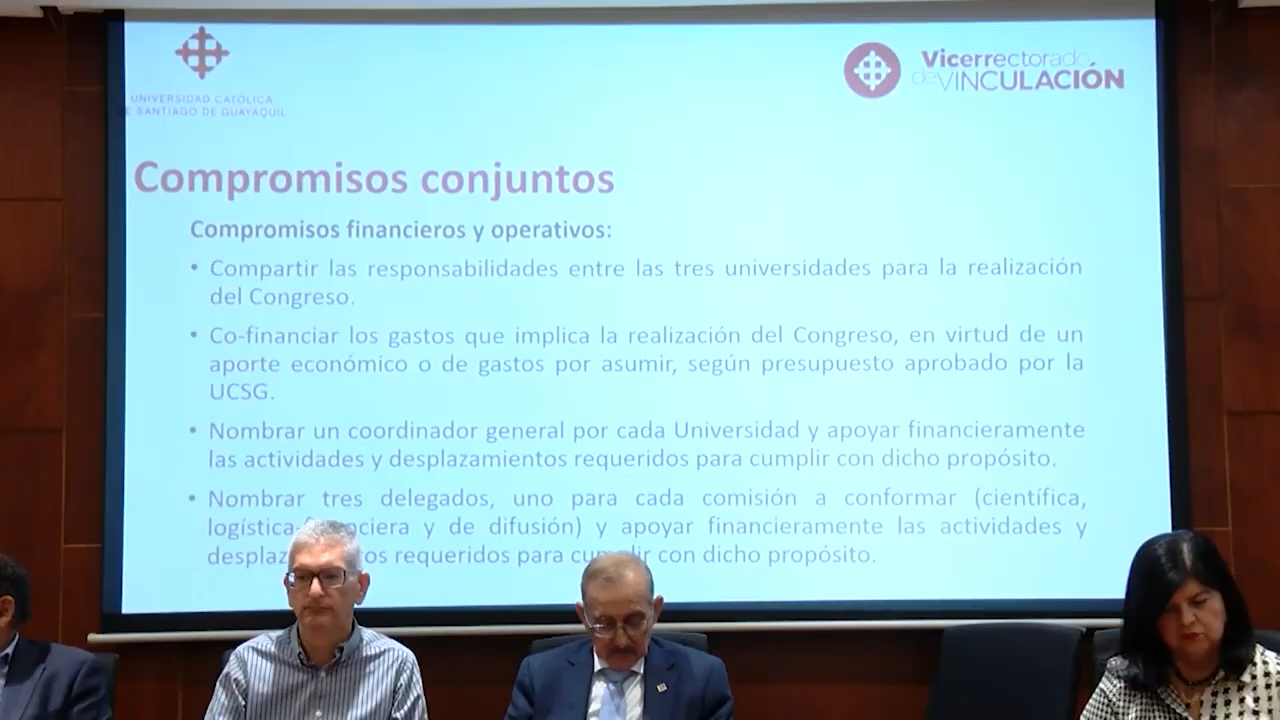 UNIVERSIDAD CATÓLICA
DE SANTIAGO DE GUAYAQUIL
Vicerrectorado
de VINCULACIÓN
Compromisos conjuntos
Compromisos financieros y operativos:
• Compartir las responsabilidades entre las tres universidades para la realización
del Congreso.
• Co-financiar los gastos que implica la realización del Congreso, en virtud de un
aporte económico o de gastos por asumir, según presupuesto aprobado por la
UCSG.
• Nombrar un coordinador general por cada Universidad y apoyar financieramente
las actividades y desplazamientos requeridos para cumplir con dicho propósito.
• Nombrar tres delegados, uno para cada comisión a conformar (científica,
logística-financiera y de difusión) y apoyar financieramente las actividades y
desplazamientos requeridos para cumplir con dicho propósito.